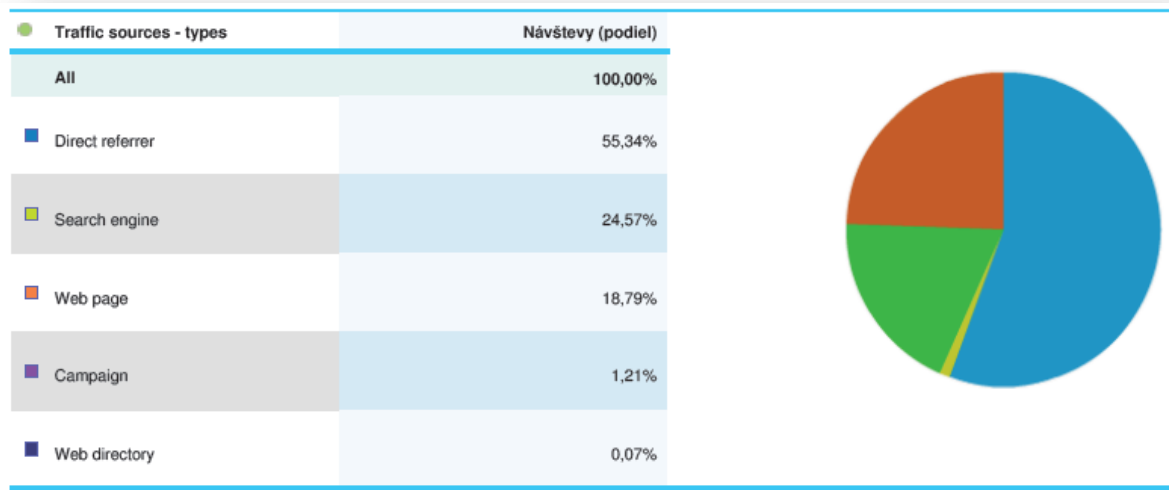 Traffic sources - types Návštevy (podiel)
All 100,00%
Direct referrer 55,34%
Search engine 24,57%
Web page 18,79%
Campaign 1,21%
Web directory 0,07%